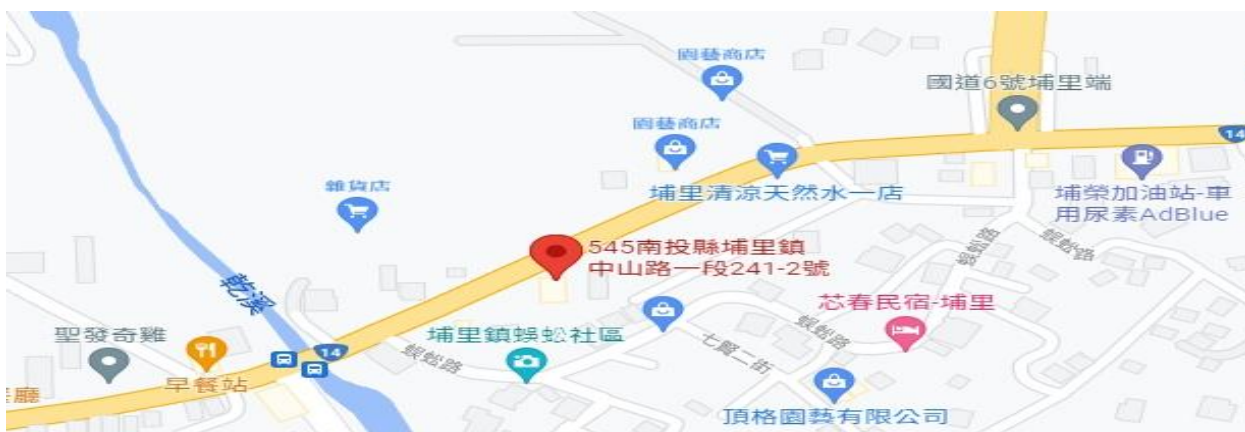 園藝商店
國道6號埔里端
園藝商店
14
埔里清涼天然水一店
埔榮加油站-車
用尿素AdBlue
雜貨店
蜈蚣路
蜈蚣路
545南投縣埔里鎮
中山路一段241-2號
乾溪
芯春民宿-埔里
聖發奇雞
14
埔里鎮蜈蚣社區
蜈蚣路
蜈蚣路
七賢二街
早餐站
餐廳
頂格園藝有限公司